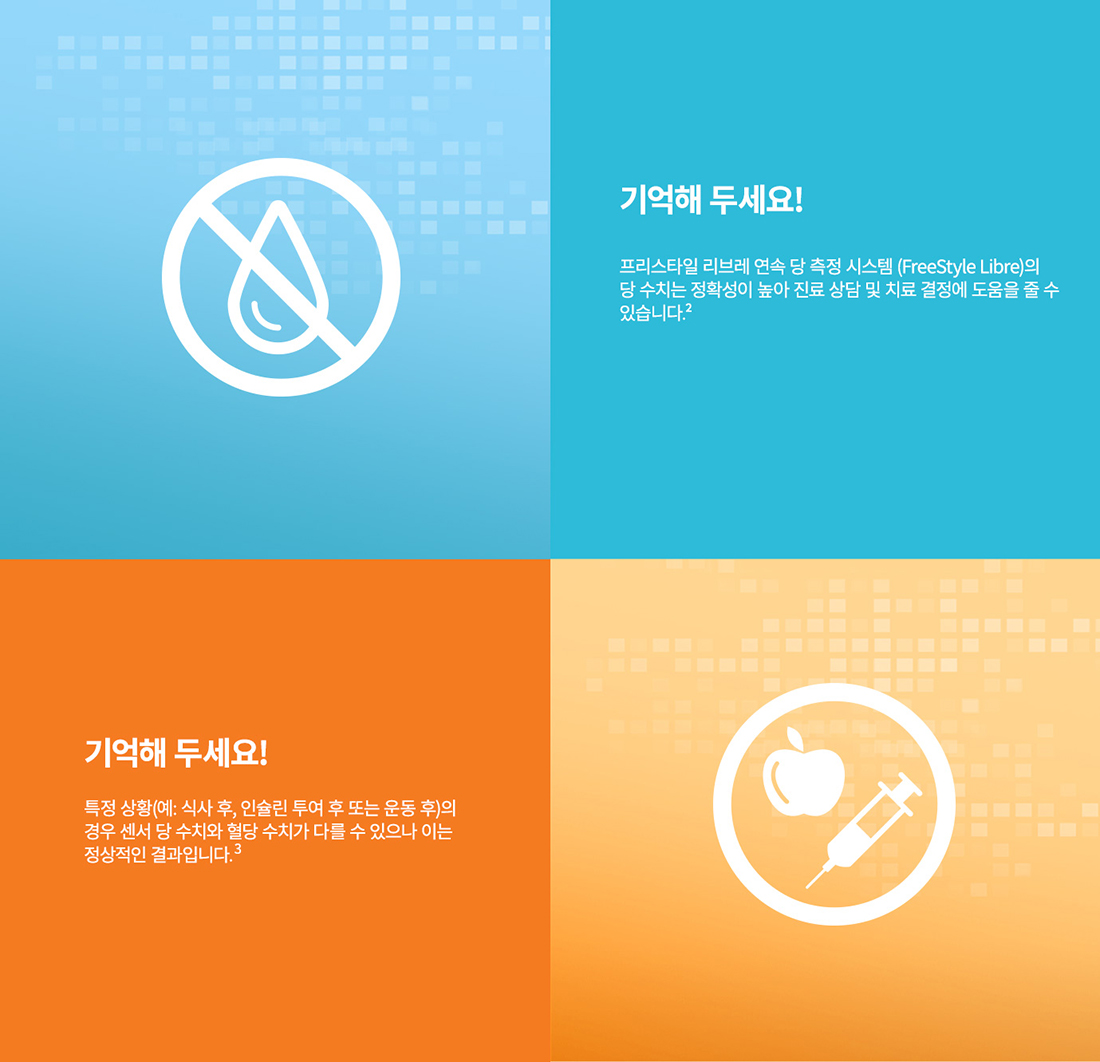 기억해 두세요!
프리스타일 리브레 연속 당 측정 시스템 (FreeStyle Libre)의
당 수치는 정확성이 높아 진료 상담 및 치료 결정에 도움을 줄 수
있습니다.²
기억해 두세요!
특정 상황(예: 식사 후, 인슐린 투여 후 또는 운동 후)의
경우 센서 당 수치와 혈당 수치가 다를 수 있으나 이는
정상적인 결과입니다.³